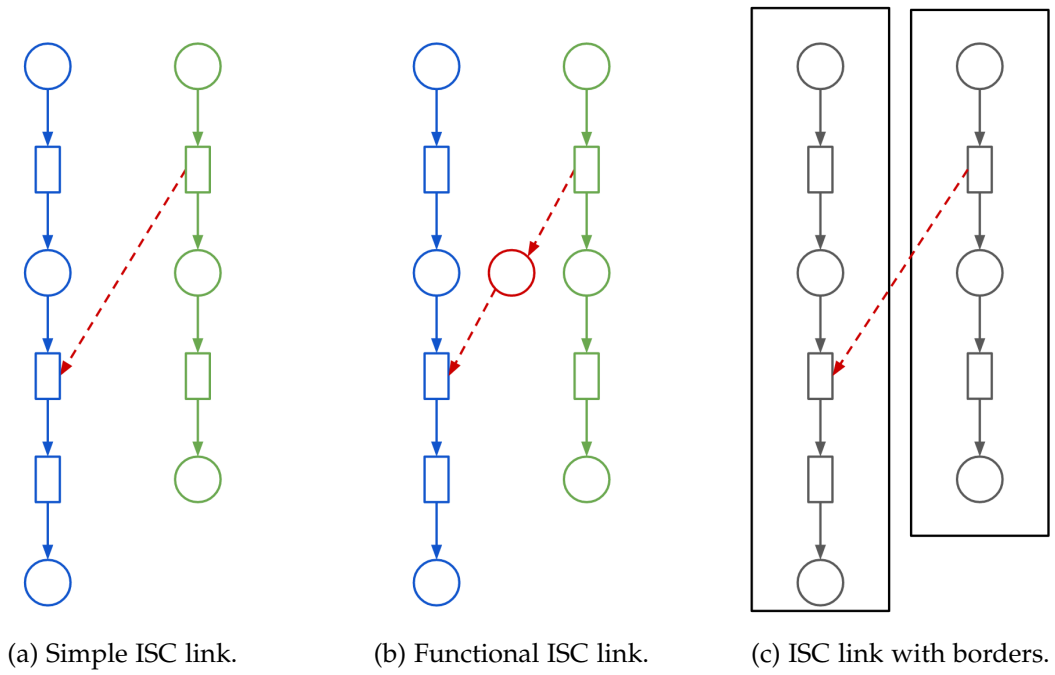 (a) Simple ISC link.
(b) Functional ISC link.
(c) ISC link with borders.